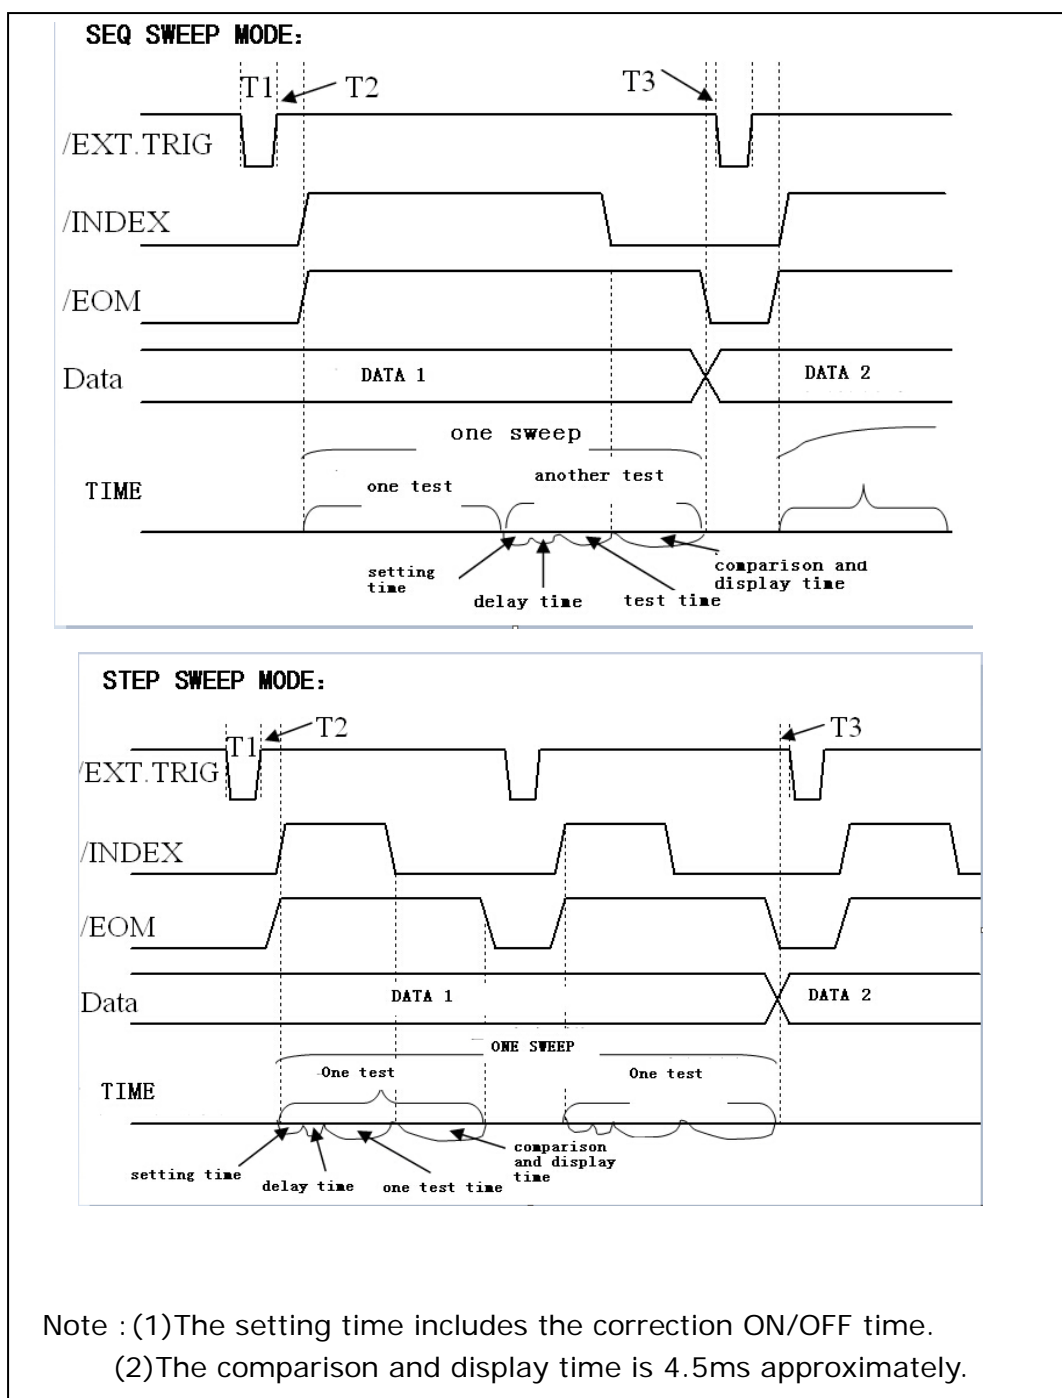 SEQ SWEEP MODE:
T1
T2
T3
/EXT.TRIG
/INDEX
/EOM
Data
DATA 1
DATA 2
one sweep
one test
another test
TIME
setting
time
delay time
test time
comparison and
display time
STEP SWEEP MODE:
T1
T2
T3
/EXT.TRIG
/INDEX
/EOM
Data
DATA 1
DATA 2
ONE SWEEP
One test
One test
TIME
setting time
delay time
one test time
comparison
and display
time
Note :(1)The setting time includes the correction ON/OFF time.
(2)The comparison and display time is 4.5ms approximately.